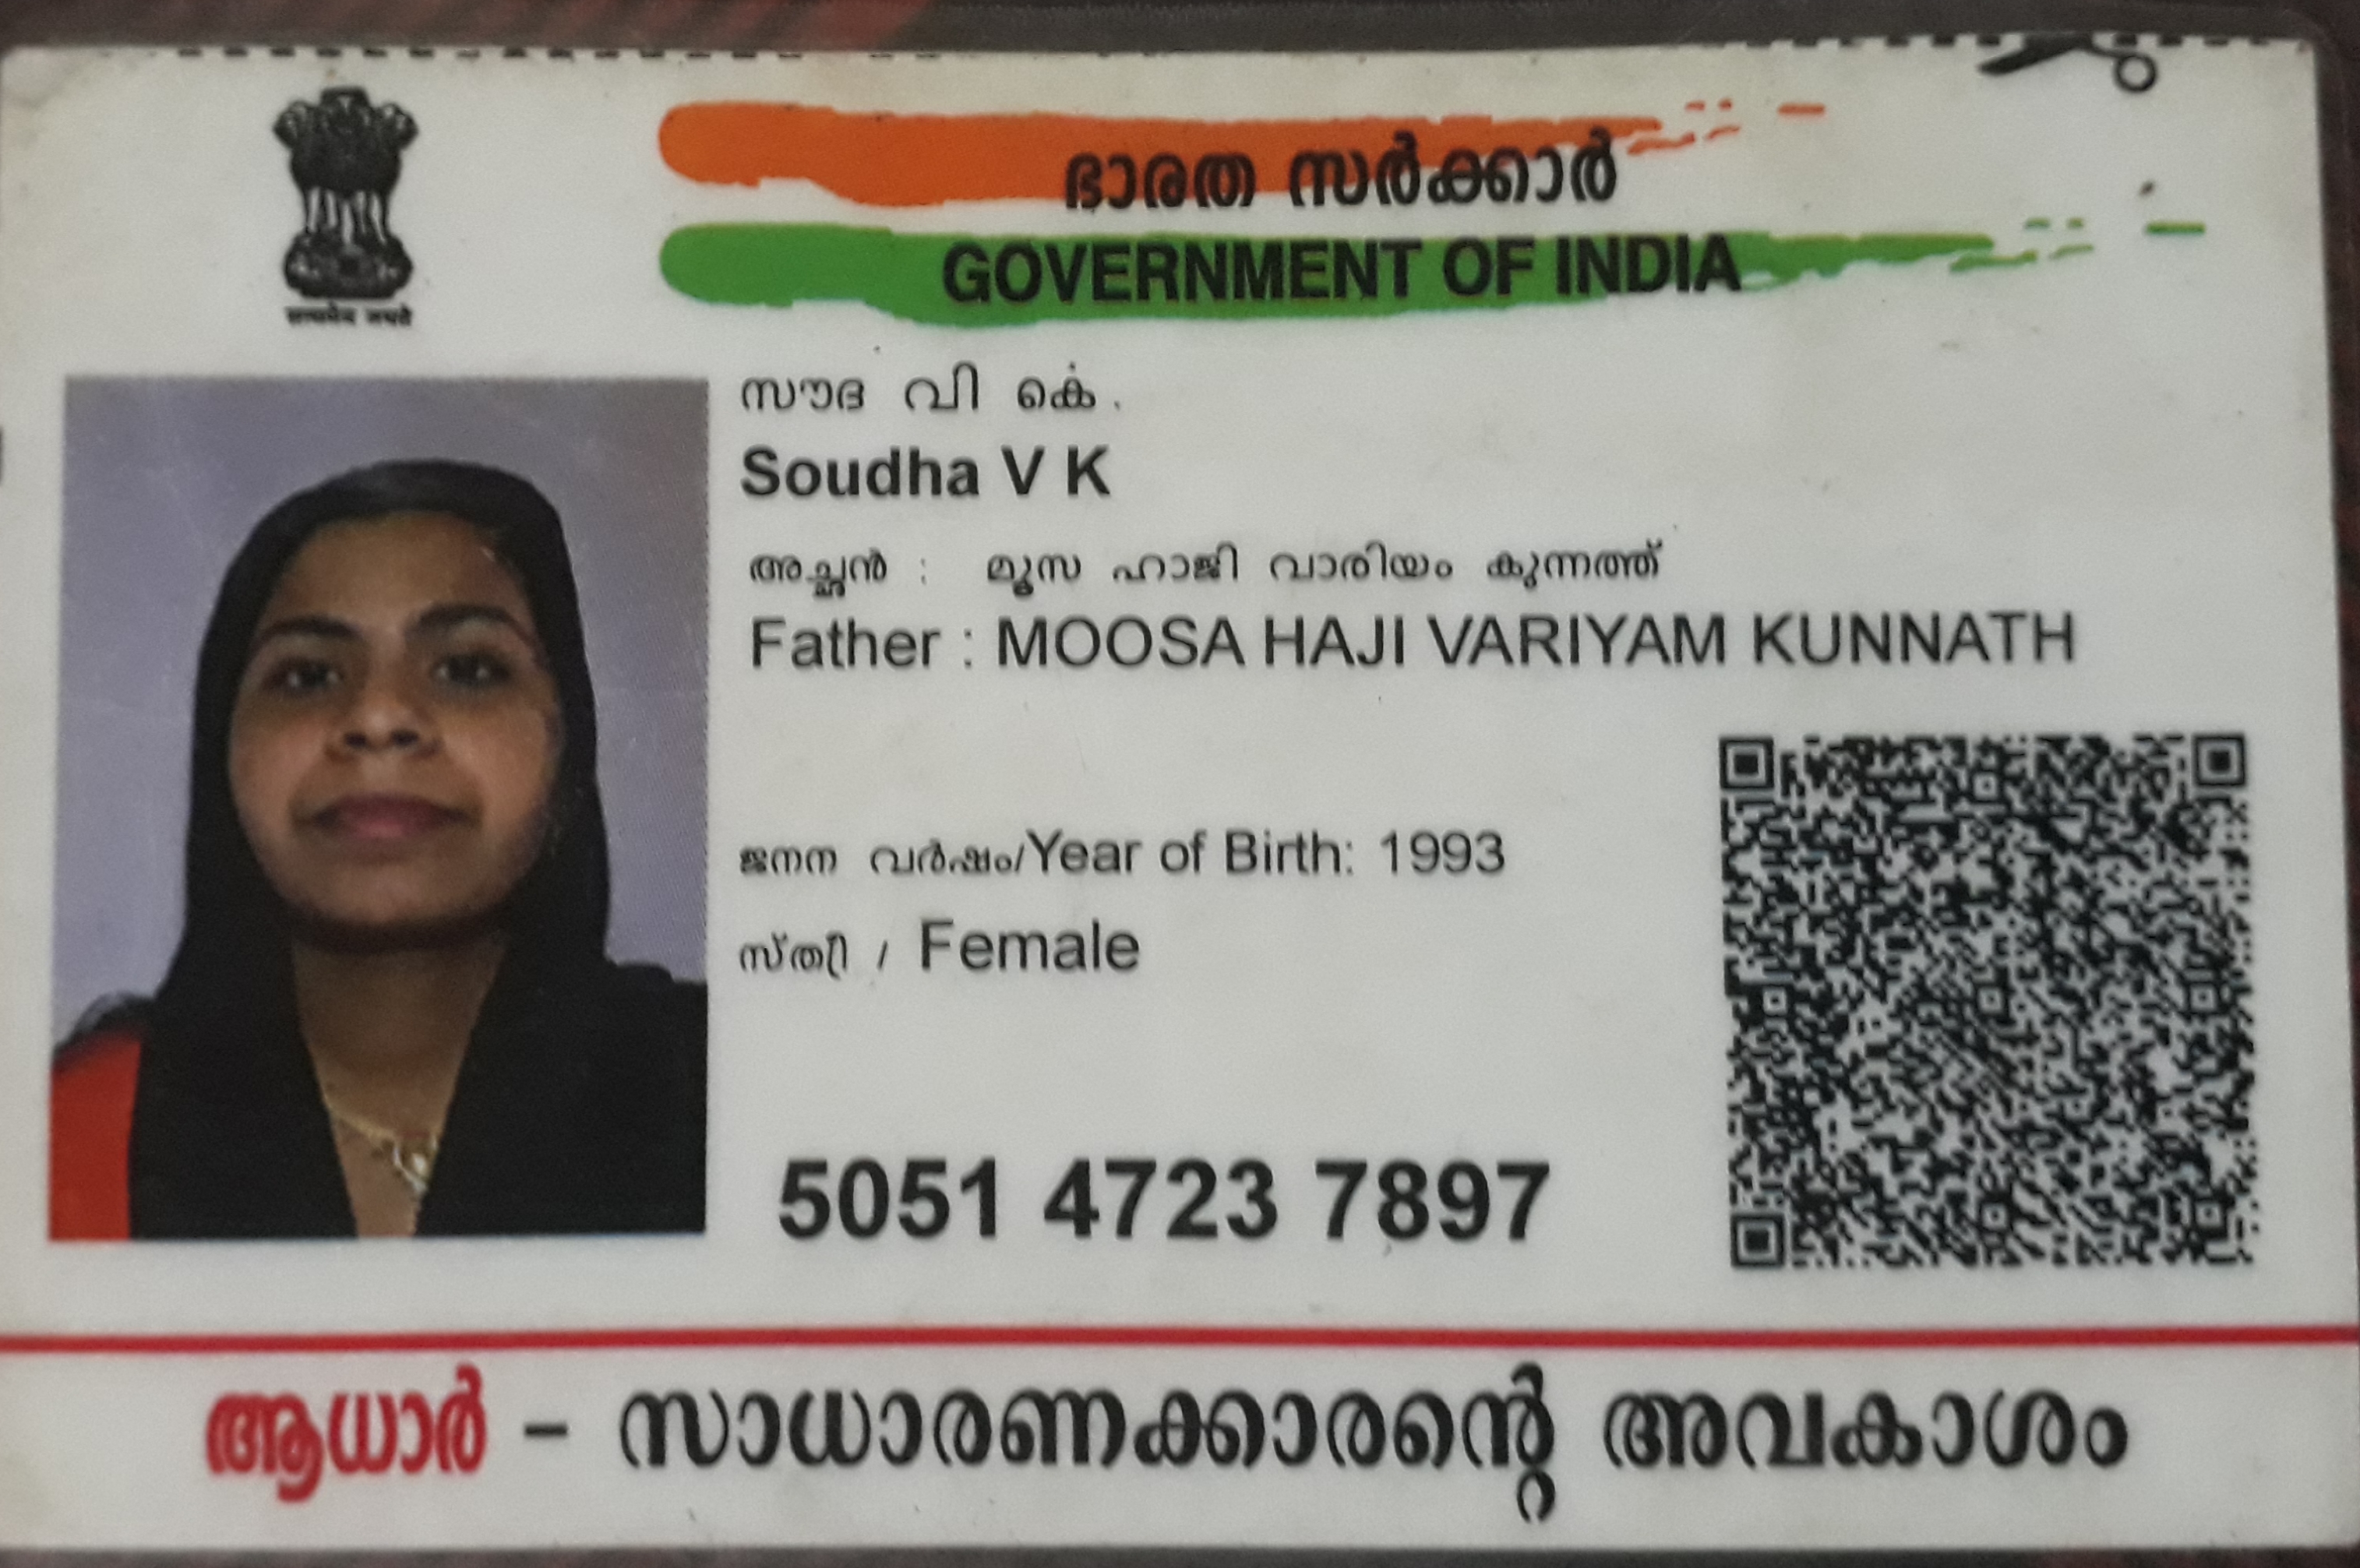 सत्यमेव जयते
ഭാരത സർക്കാർ
GOVERNMENT OF INDIA
സൗദ വി കെ.
Soudha V K
അച്ഛൻ : മൂസ ഹാജി വാരിയം കുന്നത്ത്
Father : MOOSA HAJI VARIYAM KUNNATH
ജനന വർഷം/Year of Birth: 1993
സ്ത്രീ / Female
5051 4723 7897
ആധാർ - സാധാരണക്കാരന്റെ അവകാശം